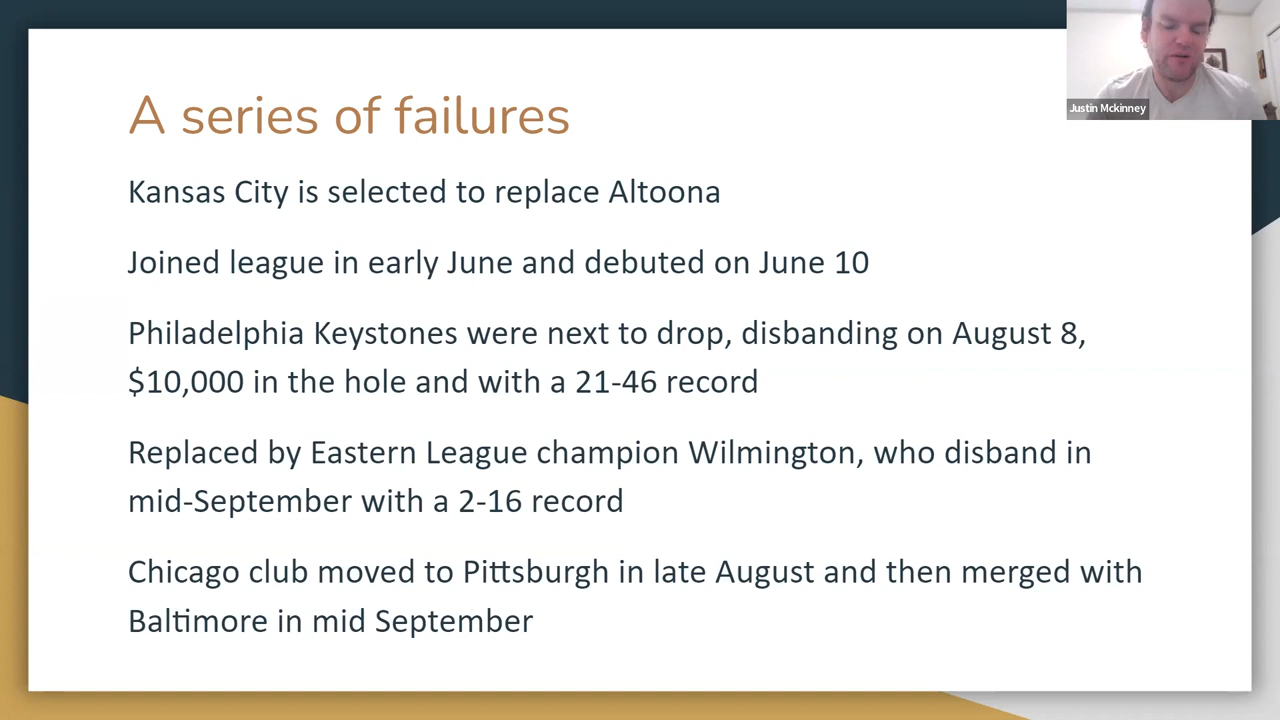 A series of failures
Justin Mckinney
Kansas City is selected to replace Altoona
Joined league in early June and debuted on June 10
Philadelphia Keystones were next to drop, disbanding on August 8,
$10,000 in the hole and with a 21-46 record
Replaced by Eastern League champion Wilmington, who disband in
mid-September with a 2-16 record
Chicago club moved to Pittsburgh in late August and then merged with
Baltimore in mid September